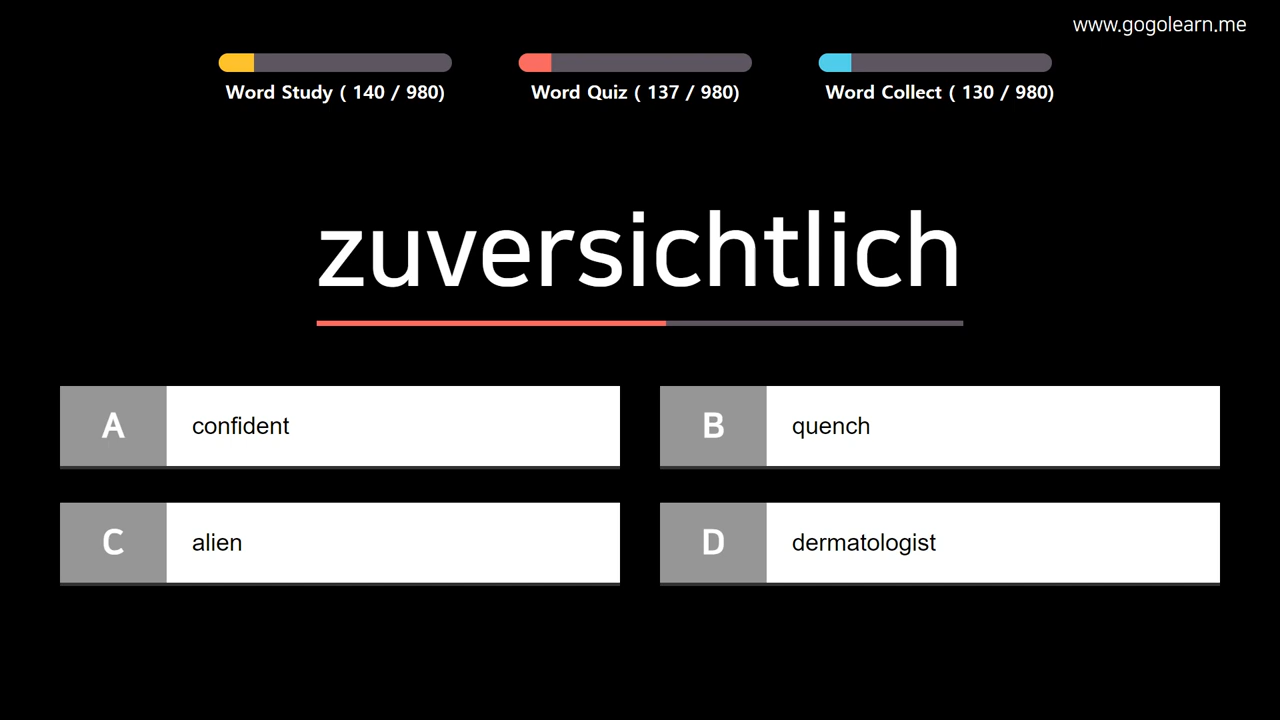 www.gogolearn.me
Word Study ( 140 / 980)
Word Quiz ( 137 / 980)
Word Collect ( 130 / 980)
zuversichtlich
A confident
B quench
C alien
D dermatologist